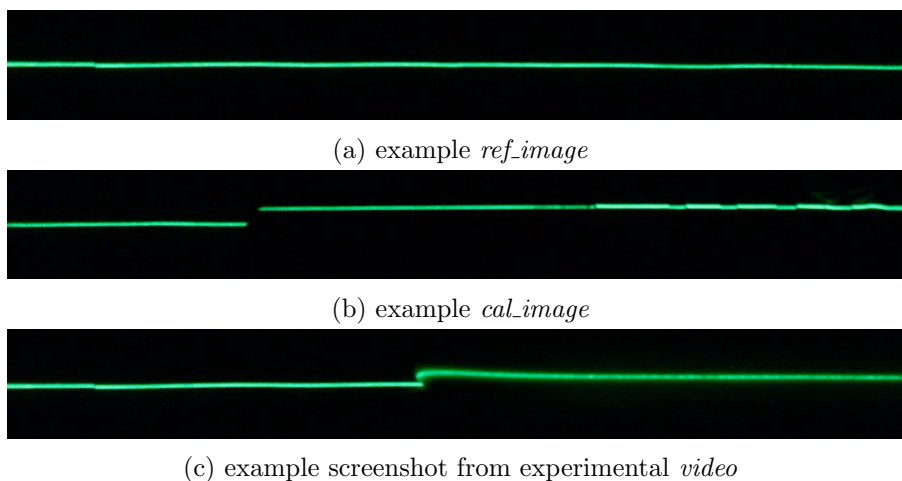 (a) example ref_image
(b) example cal_image
(c) example screenshot from experimental video